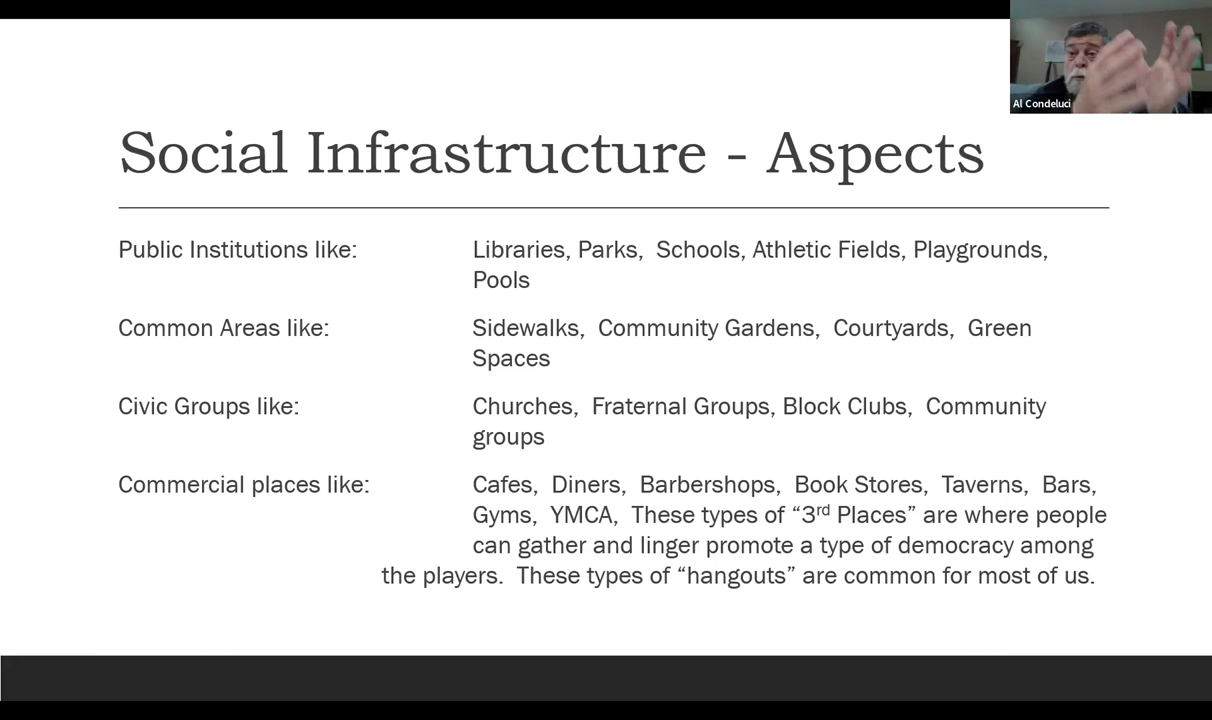 Al Condeluci
Social Infrastructure - Aspects
Public Institutions like: Libraries, Parks, Schools, Athletic Fields, Playgrounds,
Pools
Common Areas like: Sidewalks, Community Gardens, Courtyards, Green
Spaces
Civic Groups like: Churches, Fraternal Groups, Block Clubs, Community
groups
Commercial places like: Cafes, Diners, Barbershops, Book Stores, Taverns, Bars,
Gyms, YMCA, These types of “3rd Places” are where people
can gather and linger promote a type of democracy among
the players. These types of “hangouts” are common for most of us.